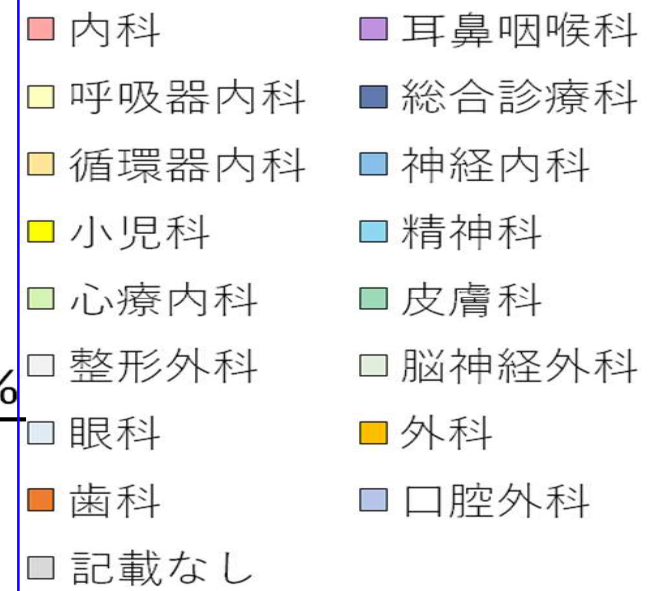 内科
呼吸器内科
循環器内科
小児科
心療内科
整形外科
%
眼科
歯科
記載なし
耳鼻咽喉科
総合診療科
神経内科
精神科
皮膚科
脳神経外科
外科
口腔外科